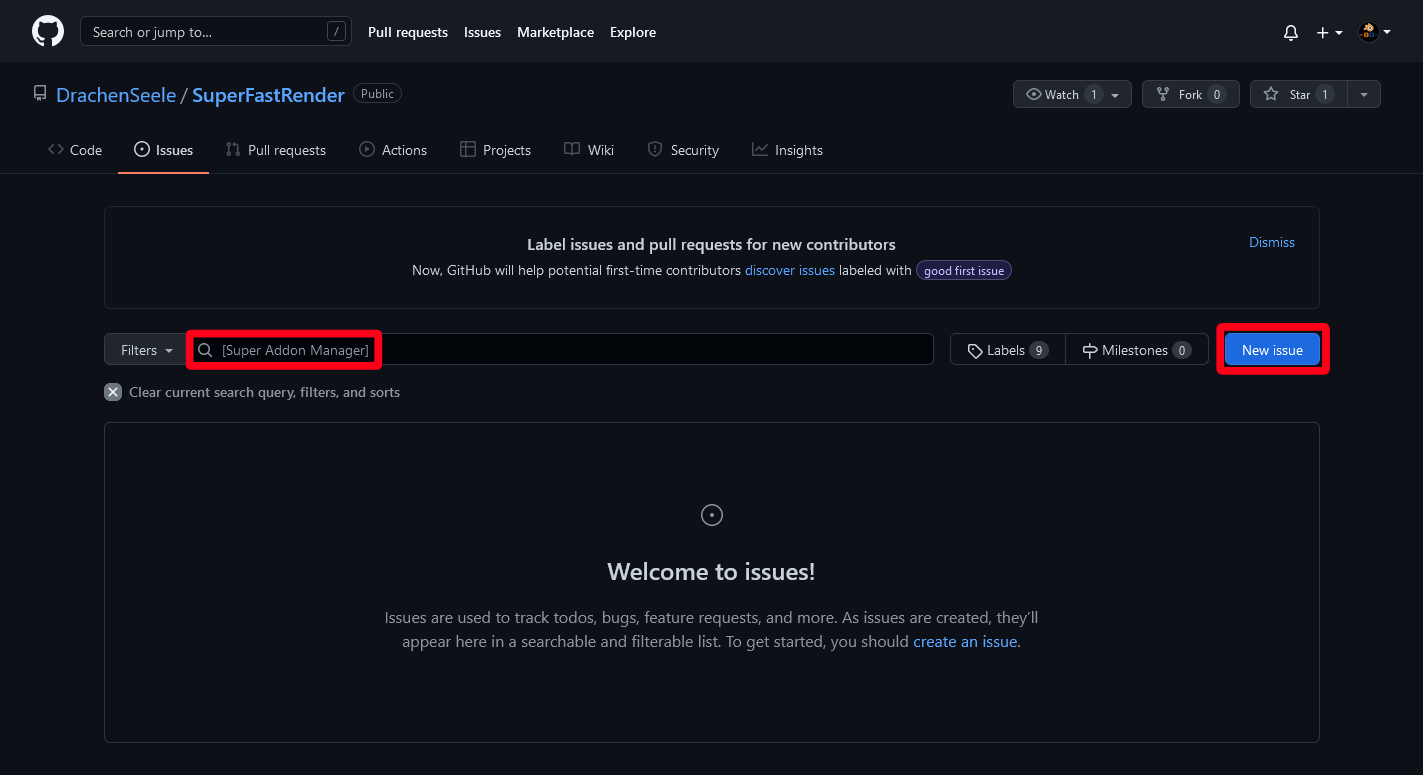 Search or jump to... / Pull requests Issues Marketplace Explore
DrachenSeele / SuperFastRender Public Watch 1 Fork 0 Star 1
Code Issues Pull requests Actions Projects Wiki Security Insights
Label issues and pull requests for new contributors
Dismiss
Now, GitHub will help potential first-time contributors discover issues labeled with good first issue
Filters [Super Addon Manager] Labels 9 Milestones 0 New issue
Clear current search query, filters, and sorts
Welcome to issues!
Issues are used to track todos, bugs, feature requests, and more. As issues are created, they’ll
appear here in a searchable and filterable list. To get started, you should create an issue.